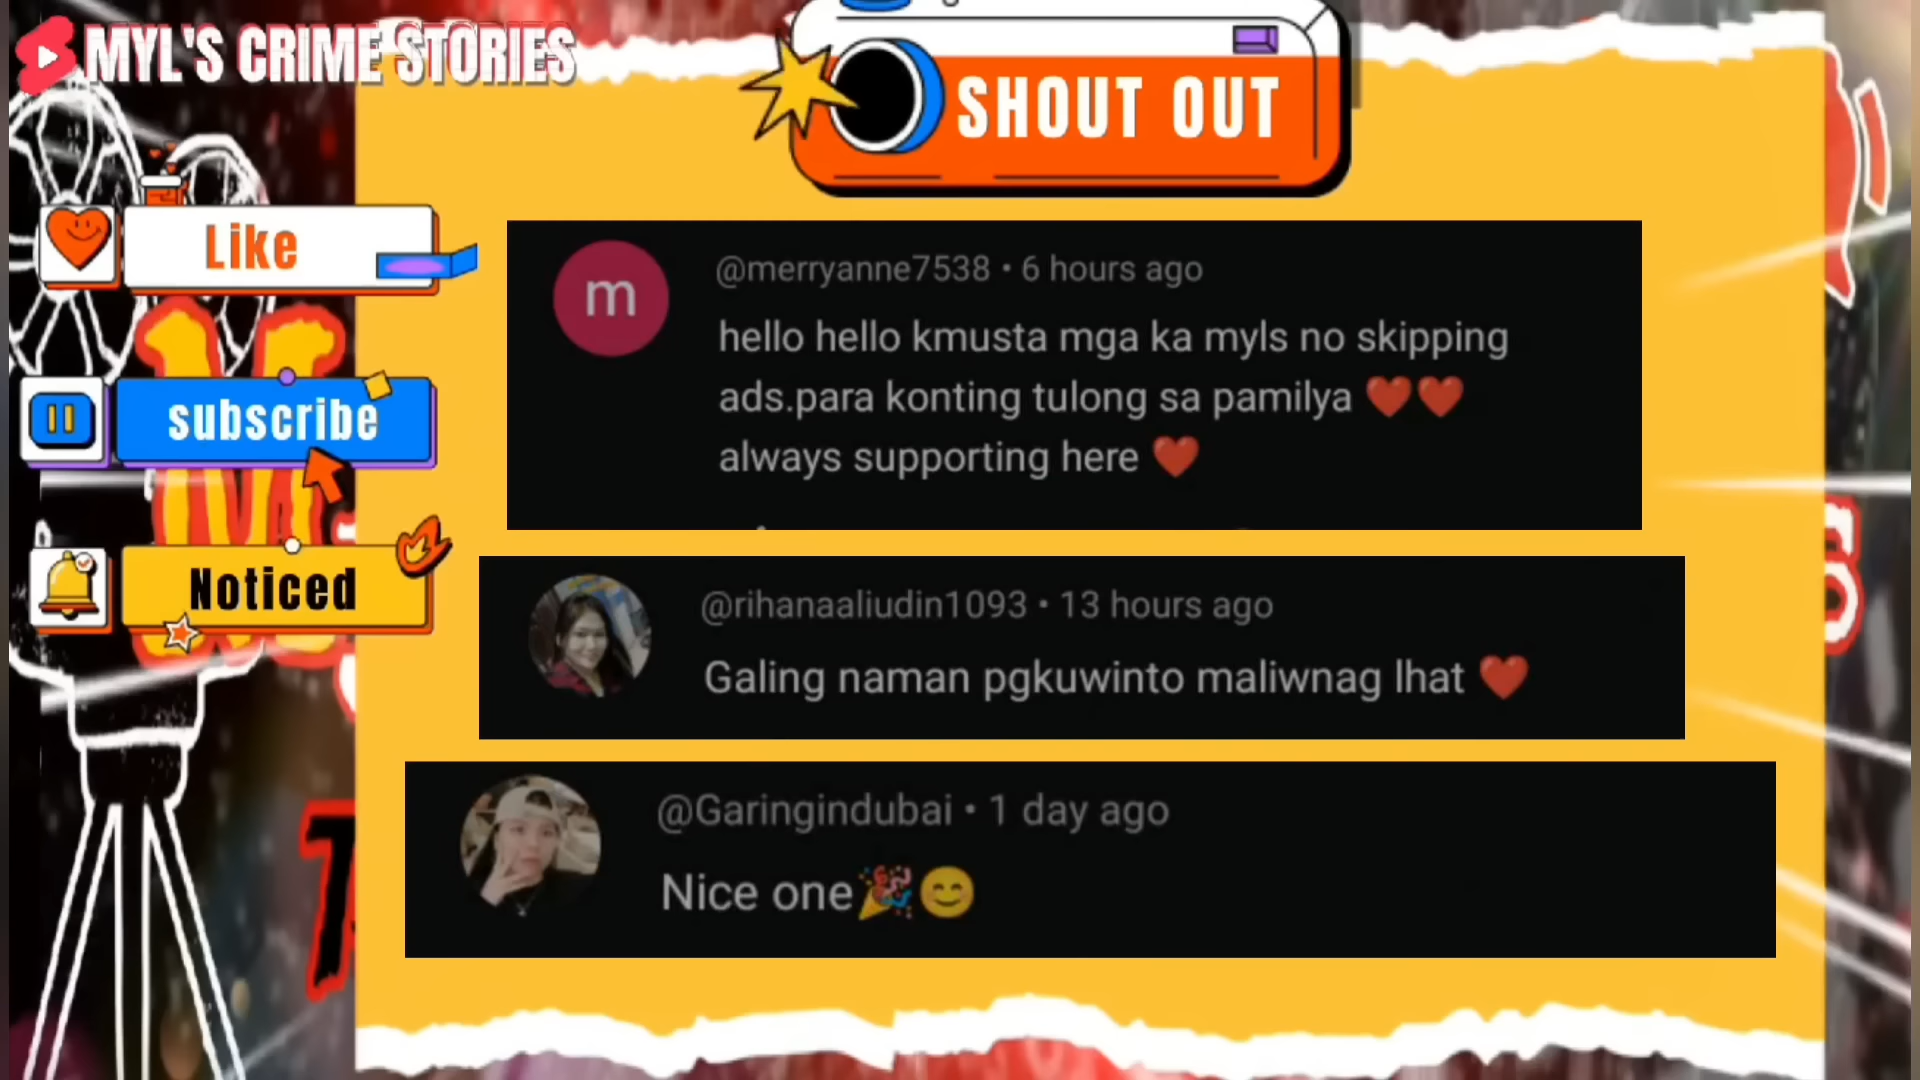 MYL'S CRIME STORIES
SHOUT OUT
Like
subscribe
Noticed
m
@merryanne7538 • 6 hours ago
hello hello kmusta mga ka myls no skipping
ads.para konting tulong sa pamilya ❤️❤️
always supporting here ❤️
@rihanaaliudin1093 • 13 hours ago
Galing naman pgkuwinto maliwnag lhat ❤️
@Garingindubai • 1 day ago
Nice one🎉😊